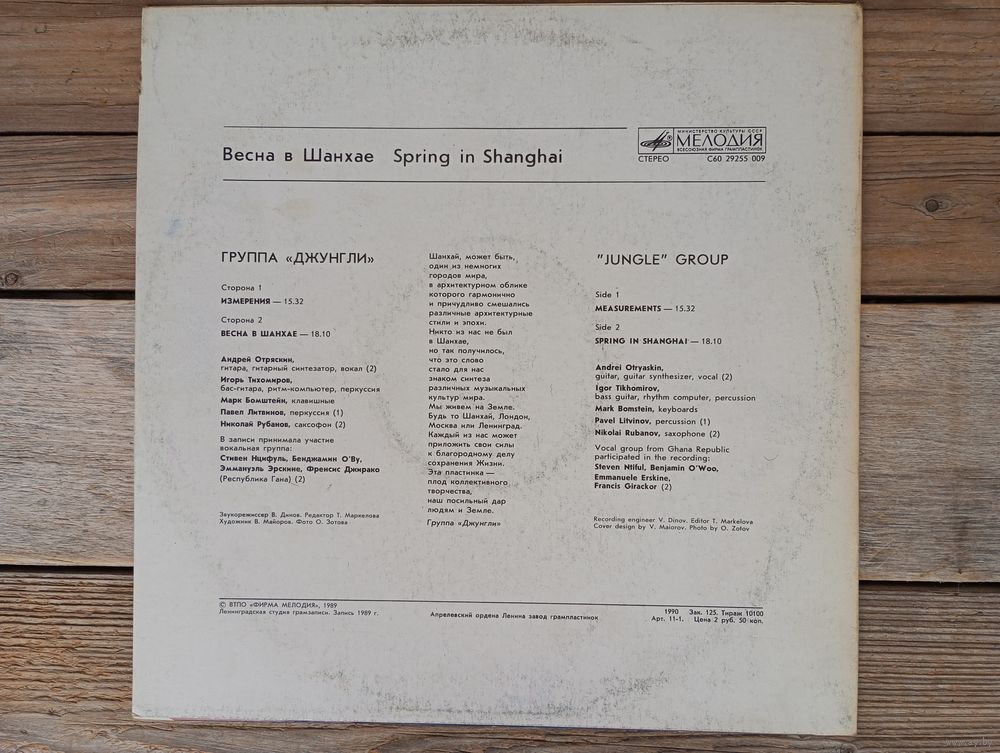 Весна в Шанхае Spring in Shanghai
МИНИСТЕРСТВО КУЛЬТУРЫ СССР
МЕЛОДИЯ
ВСЕСОЮЗНАЯ ФИРМА ГРАМПЛАСТИНОК
СТЕРЕО С60 29255 009
ГРУППА «ДЖУНГЛИ»
Сторона 1
ИЗМЕРЕНИЯ — 15.32
Сторона 2
ВЕСНА В ШАНХАЕ — 18.10
Андрей Отряскин,
гитара, гитарный синтезатор, вокал (2)
Игорь Тихомиров,
бас-гитара, ритм-компьютер, перкуссия
Марк Бомштейн, клавишные
Павел Литвинов, перкуссия (1)
Николай Рубанов, саксофон (2)
В записи принимала участие
вокальная группа:
Стивен Нцифуль, Бенджамин О'Ву,
Эммануэль Эрскине, Френсис Джирако
(Республика Гана) (2)
Звукорежиссер В. Динов. Редактор Т. Маркелова
Художник В. Майоров. Фото О. Зотова
Шанхай, может быть,
один из немногих
городов мира,
в архитектурном облике
которого гармонично
и причудливо смешались
различные архитектурные
стили и эпохи.
Никто из нас не был
в Шанхае,
но так получилось,
что это слово
стало для нас
знаком синтеза
различных музыкальных
культур мира.
Мы живем на Земле.
Будь то Шанхай, Лондон,
Москва или Ленинград.
Каждый из нас может
приложить свои силы
к благородному делу
сохранения Жизни.
Эта пластинка —
плод коллективного
творчества,
наш посильный дар
людям и Земле.
Группа «Джунгли»
"JUNGLE" GROUP
Side 1
MEASUREMENTS — 15.32
Side 2
SPRING IN SHANGHAI — 18.10
Andrei Otryaskin,
guitar, guitar synthesizer, vocal (2)
Igor Tikhomirov,
bass guitar, rhythm computer, percussion
Mark Bomstein, keyboards
Pavel Litvinov, percussion (1)
Nikolai Rubanov, saxophone (2)
Vocal group from Ghana Republic
participated in the recording:
Steven Ntiful, Benjamin O'Woo,
Emmanuele Erskine,
Francis Girackor (2)
Recording engineer V. Dinov. Editor T. Markelova
Cover design by V. Maiorov. Photo by O. Zotov
© ВТПО «ФИРМА МЕЛОДИЯ», 1989
Ленинградская студия грамзаписи. Запись 1989 г.
Апрелевский ордена Ленина завод грампластинок
1990 Зак. 125. Тираж 10100
Арт. 11-1. Цена 2 руб. 50 коп.